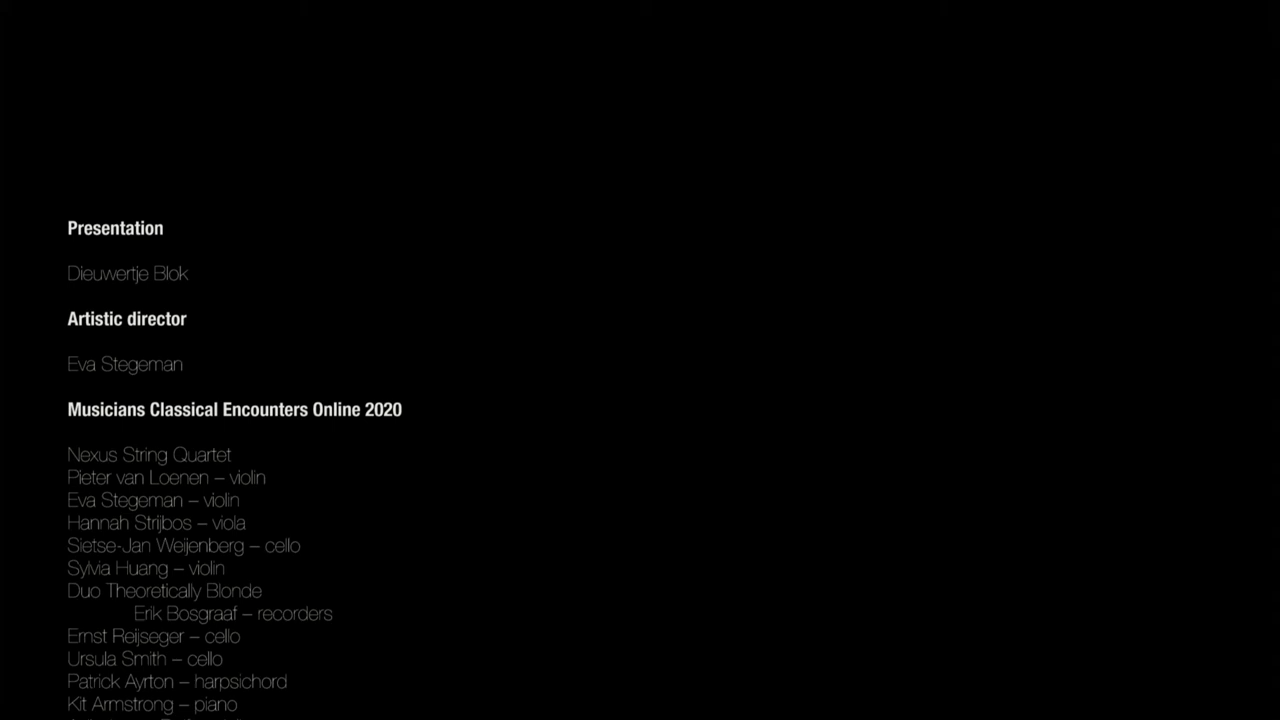 Presentation
Dieuwertje Blok
Artistic director
Eva Stegeman
Musicians Classical Encounters Online 2020
Nexus String Quartet
Pieter van Loenen – violin
Eva Stegeman – violin
Hannah Strijbos – viola
Sietse-Jan Weijenberg – cello
Sylvia Huang – violin
Duo Theoretically Blonde
Erik Bosgraaf – recorders
Ernst Reijseger – cello
Ursula Smith – cello
Patrick Ayrton – harpsichord
Kit Armstrong – piano